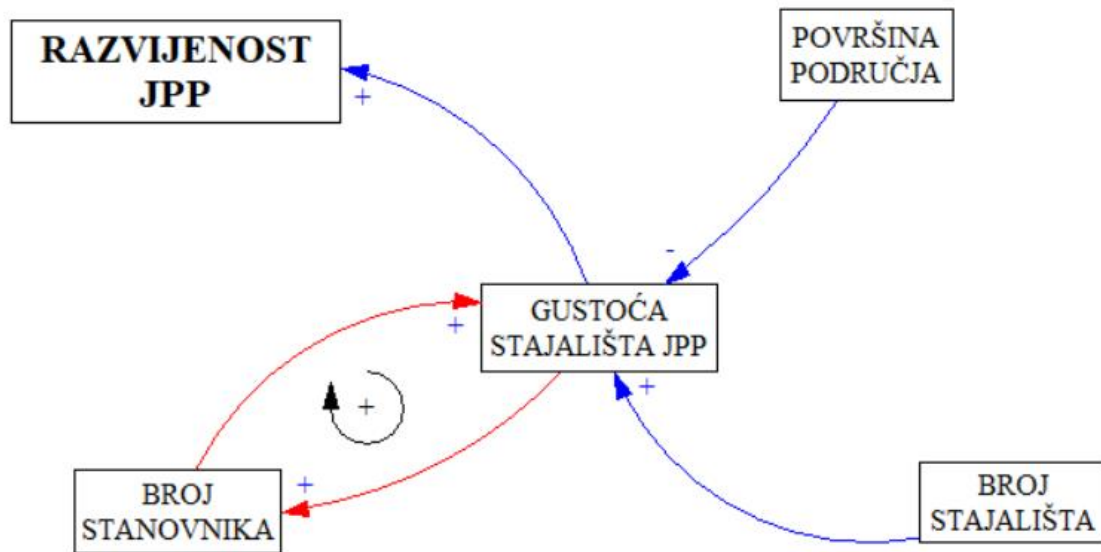 RAZVIJENOST
JPP
+
POVRŠINA
PODRUČJA
-
+
GUSTOĆA
STAJALIŠTA JPP
+
+
+
BROJ
STANOVNIKA
BROJ
STAJALIŠTA